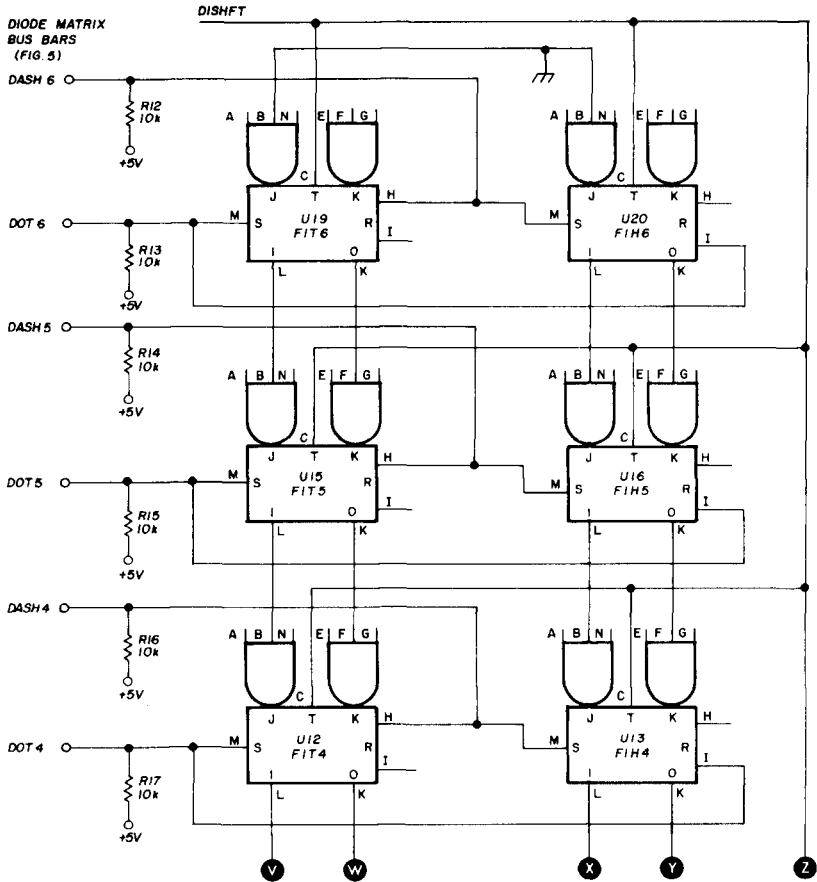 DISHFT
DIODE MATRIX
BUS BARS
(FIG. 5)
DASH 6
R12
10k
+5V
A B N E F G A B N E F G
C C
J T K H J T K H
DOT 6 M S U19 R M S U20 R
FIT6 I FIH6 I
R13
10k
I O I O
L K L K
+5V
DASH 5
R14
10k
+5V
A B N E F G A B N E F G
C C
J T K H J T K H
DOT 5 M S U15 R M S U16 R
FIT5 I FIH5 I
R15
10k
I O I O
L K L K
+5V
DASH 4
R16
10k
+5V
A B N E F G A B N E F G
C C
J T K H J T K H
DOT 4 M S U12 R M S U13 R
FIT4 I FIH4 I
R17
10k
I O I O
L K L K
+5V
V W X Y Z